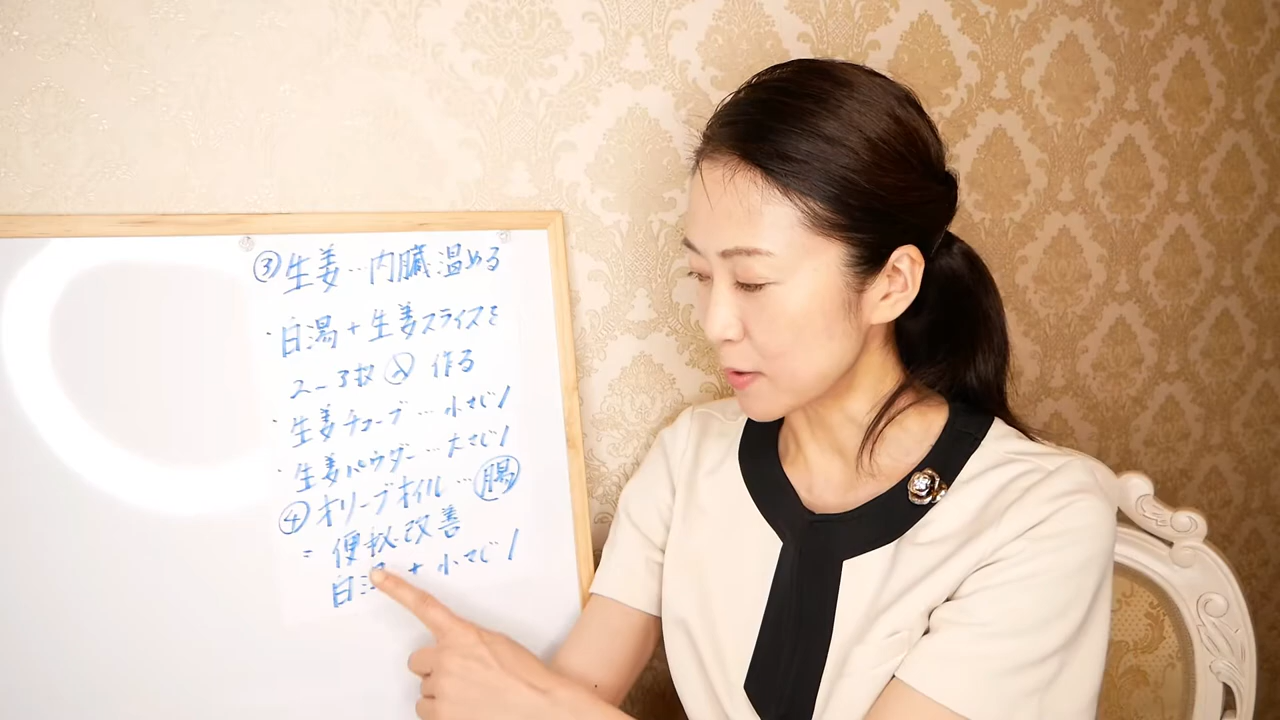 ③生姜…内臓温める
・白湯+生姜スライスを
2-3枚 入 作る
・生姜チューブ…小さじ1
・生姜パウダー…大さじ1
④オリーブオイル…腸
= 便秘改善
白湯+小さじ1